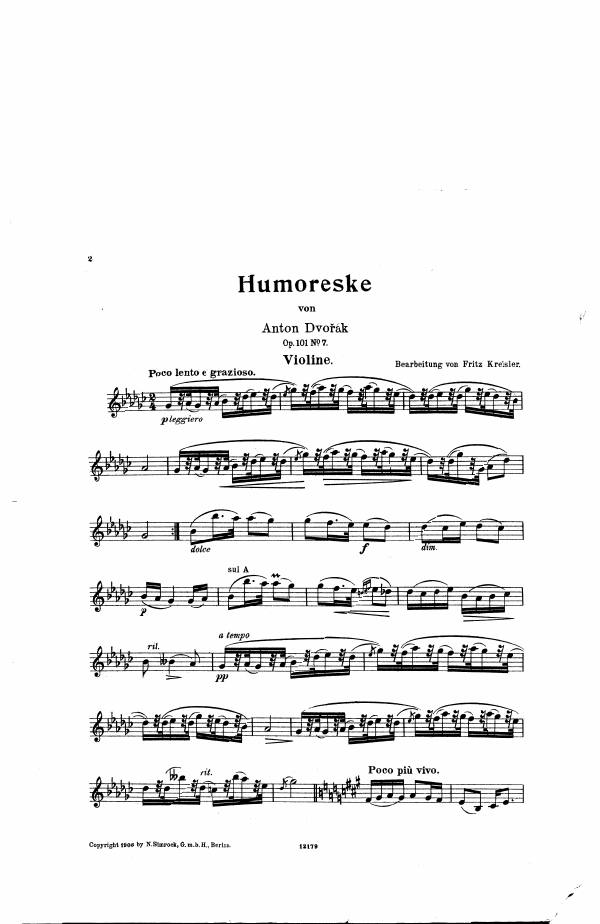 2
Humoreske
von
Anton Dvořák
Op. 101 Nº 7.
Violine.
Bearbeitung von Fritz Kreisler.
Poco lento e grazioso.
p leggiero
dolce
f
dim.
sul A
p
rit.
a tempo
pp
rit.
Poco più vivo.
Copyright 1906 by N. Simrock, G. m. b. H., Berlin.
12179